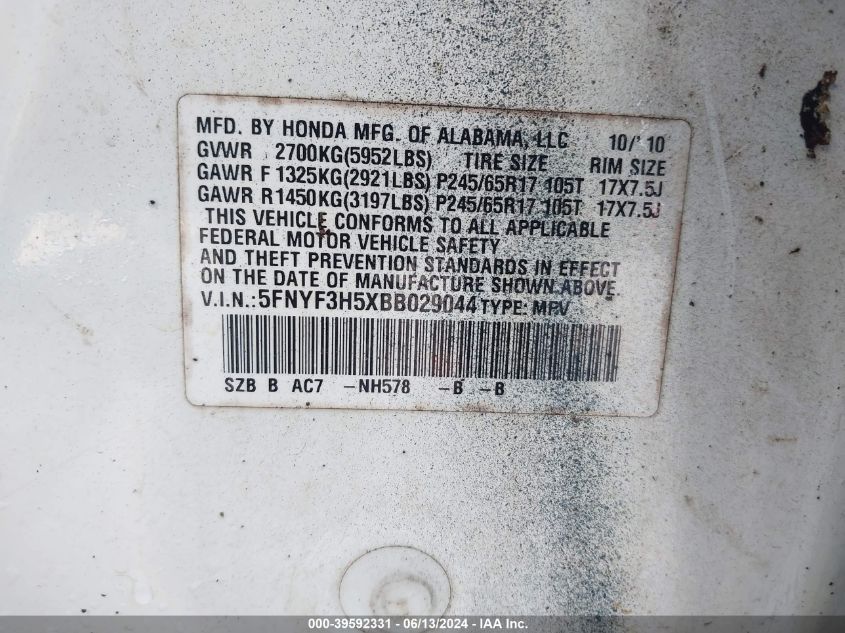 MFD. BY HONDA MFG. OF ALABAMA, LLC 10/'10
GVWR 2700KG(5952LBS) TIRE SIZE RIM SIZE
GAWR F 1325KG(2921LBS) P245/65R17 105T 17X7.5J
GAWR R1450KG(3197LBS) P245/65R17 105T 17X7.5J
THIS VEHICLE CONFORMS TO ALL APPLICABLE
FEDERAL MOTOR VEHICLE SAFETY
AND THEFT PREVENTION STANDARDS IN EFFECT
ON THE DATE OF MANUFACTURE SHOWN ABOVE.
V.I.N.:5FNYF3H5XBB029044 TYPE: MPV
SZB B AC7 -NH578 -B -B
000-39592331 - 06/13/2024 - IAA Inc.